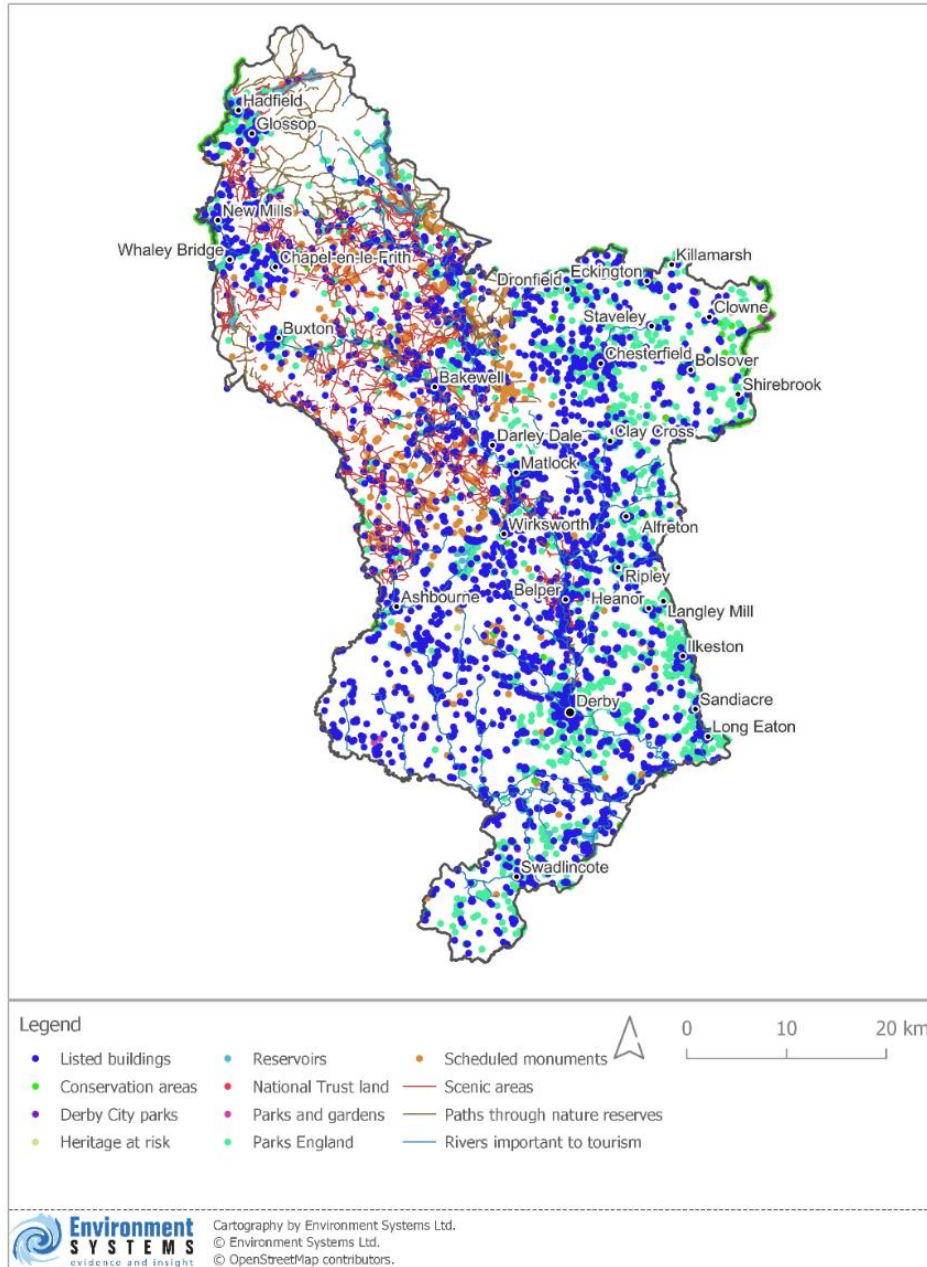 Hadfield
Glossop
New Mills
Whaley Bridge
Chapel-en-le-Frith
Killamarsh
Dronfield
Eckington
Clowne
Staveley
Buxton
Chesterfield
Bolsover
Bakewell
Shirebrook
Darley Dale
Clay Cross
Matlock
Wirksworth
Alfreton
Ripley
Ashbourne
Belper
Heanor
Langley Mill
Ilkeston
Derby
Sandiacre
Long Eaton
Swadlincote
Legend
0 10 20 km
Listed buildings
Conservation areas
Derby City parks
Heritage at risk
Reservoirs
National Trust land
Parks and gardens
Parks England
Scheduled monuments
Scenic areas
Paths through nature reserves
Rivers important to tourism
Environment
SYSTEMS
evidence and insight
Cartography by Environment Systems Ltd.
© Environment Systems Ltd.
© OpenStreetMap contributors.